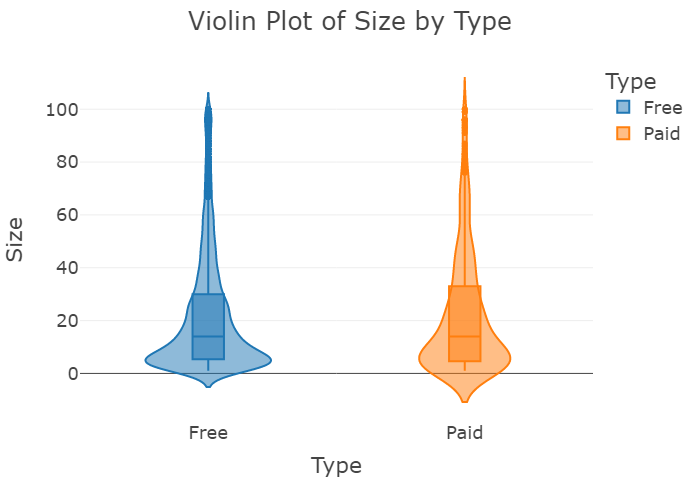 Violin Plot of Size by Type
Type
Free
Paid
100
80
60
40
20
0
Size
Free
Paid
Type